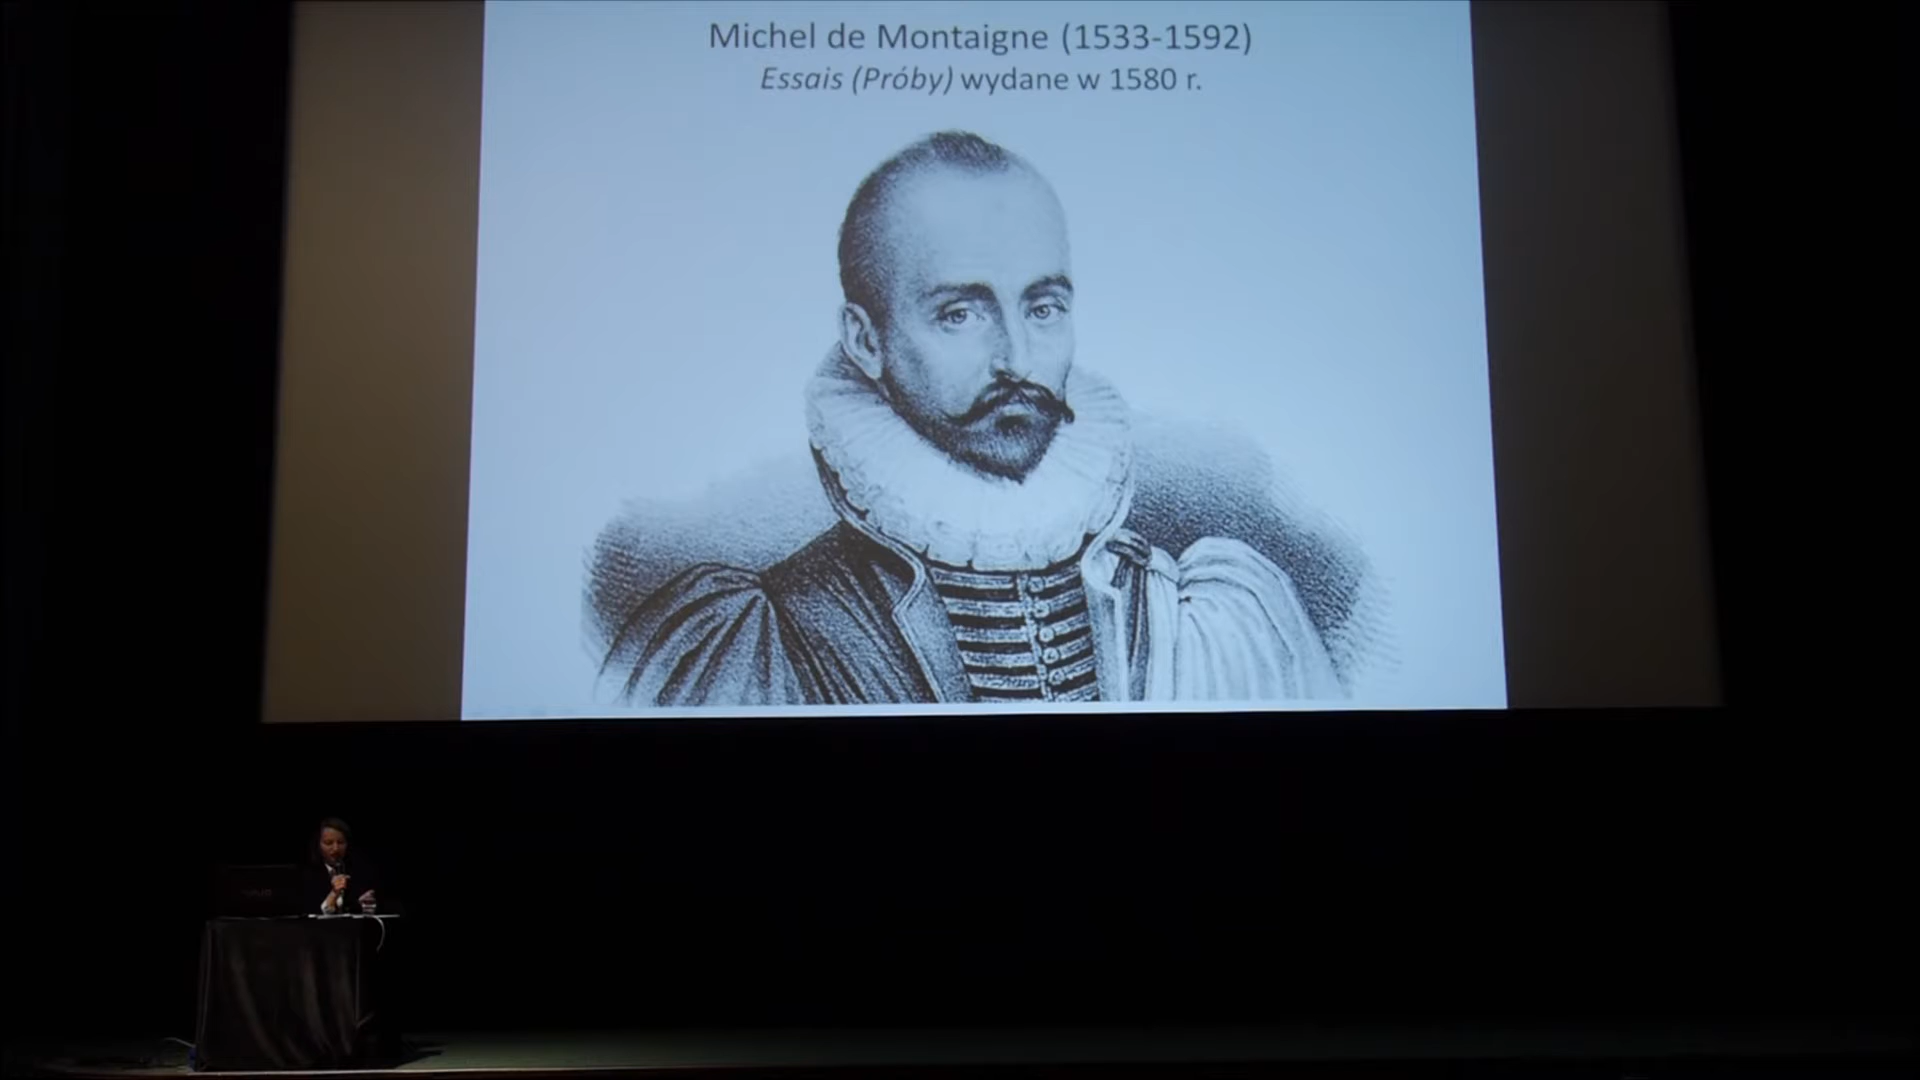 Michel de Montaigne (1533-1592)
Essais (Próby) wydane w 1580 r.